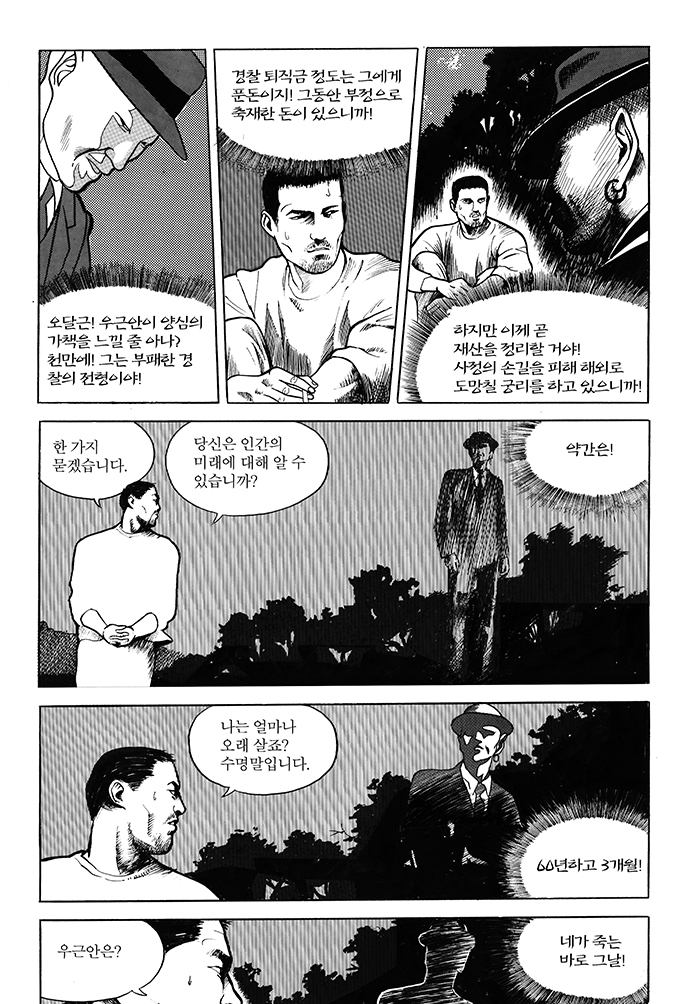 오달근! 우근안이 양심의
가책을 느낄 줄 아나?
천만에! 그는 부패한 경
찰의 전형이야!
경찰 퇴직금 정도는 그에게
푼돈이지! 그동안 부정으로
축재한 돈이 있으니까!
하지만 이제 곧
재산을 정리할 거야!
사정의 손길을 피해 해외로
도망칠 궁리를 하고 있으니까!
한 가지
묻겠습니다.
당신은 인간의
미래에 대해 알 수
있습니까?
약간은!
나는 얼마나
오래 살죠?
수명말입니다.
60년하고 3개월!
우근안은?
네가 죽는
바로 그날!